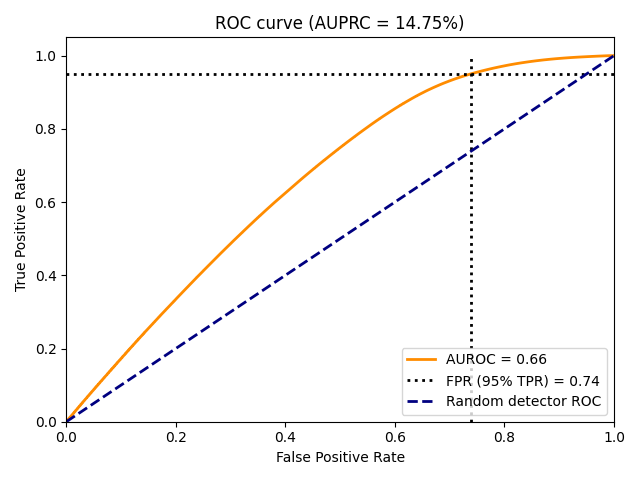 ROC curve (AUPRC = 14.75%)
True Positive Rate
1.0
0.8
0.6
0.4
0.2
0.0
AUROC = 0.66
FPR (95% TPR) = 0.74
Random detector ROC
0.0 0.2 0.4 0.6 0.8 1.0
False Positive Rate